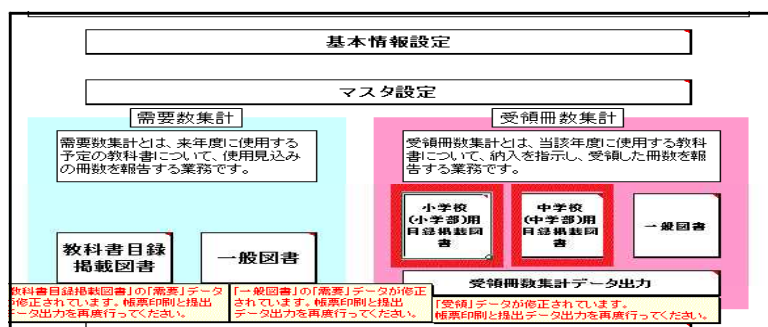 基本情報設定
マスタ設定
需要数集計
需要数集計とは、来年度に使用する
予定の教科書について、使用見込み
の冊数を報告する業務です。
教科書目録
掲載図書
一般図書
教科書目録掲載図書」の「需要」データ
が修正されています。帳票印刷と提出
データ出力を再度行ってください。
「一般図書」の「需要」データが修正
されています。帳票印刷と提出
データ出力を再度行ってください。
受領冊数集計
受領冊数集計とは、当該年度に使用する教科
書について、納入を指示し、受領した冊数を報
告する業務です。
小学校
(小学部)用
目録掲載図
書
中学校
(中学部)用
目録掲載図
書
一般図書
受領冊数集計データ出力
「受領」データが修正されています。
帳票印刷と提出データ出力を再度行ってください。